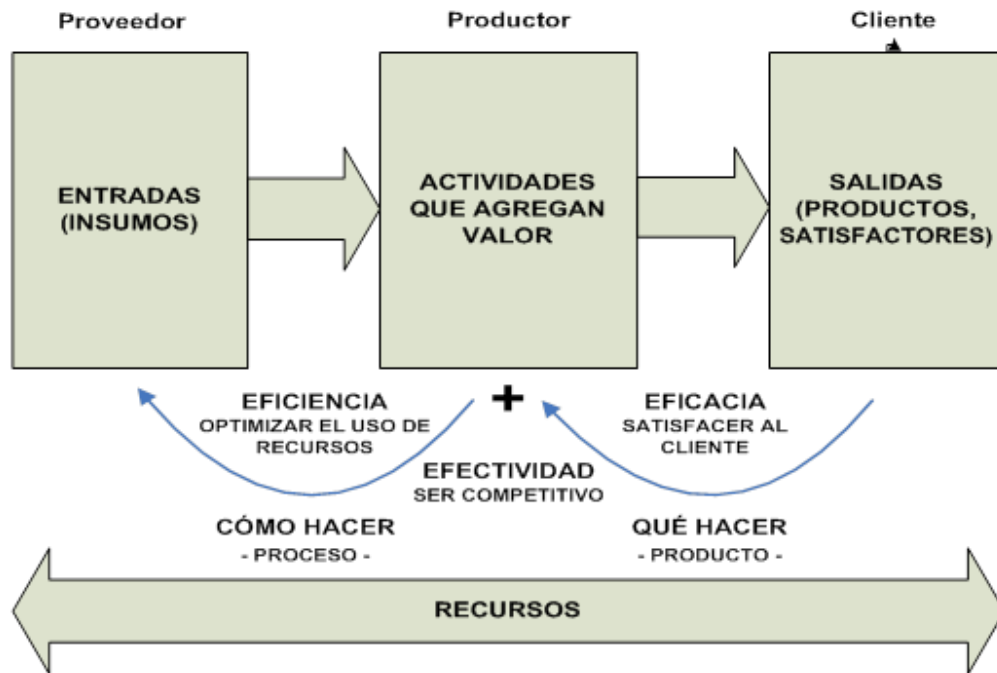 Proveedor
Productor
Cliente
ENTRADAS
(INSUMOS)
ACTIVIDADES
QUE AGREGAN
VALOR
SALIDAS
(PRODUCTOS,
SATISFACTORES)
EFICIENCIA
OPTIMIZAR EL USO DE
RECURSOS
+
EFICACIA
SATISFACER AL
CLIENTE
EFECTIVIDAD
SER COMPETITIVO
CÓMO HACER
- PROCESO -
QUÉ HACER
- PRODUCTO -
RECURSOS